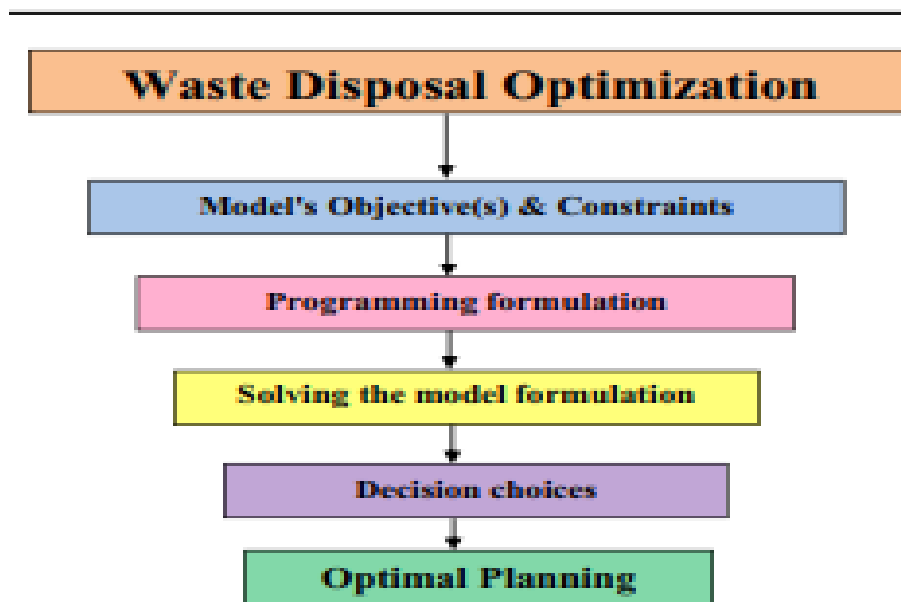 Waste Disposal Optimization
Model's Objective(s) & Constraints
Programming formulation
Solving the model formulation
Decision choices
Optimal Planning